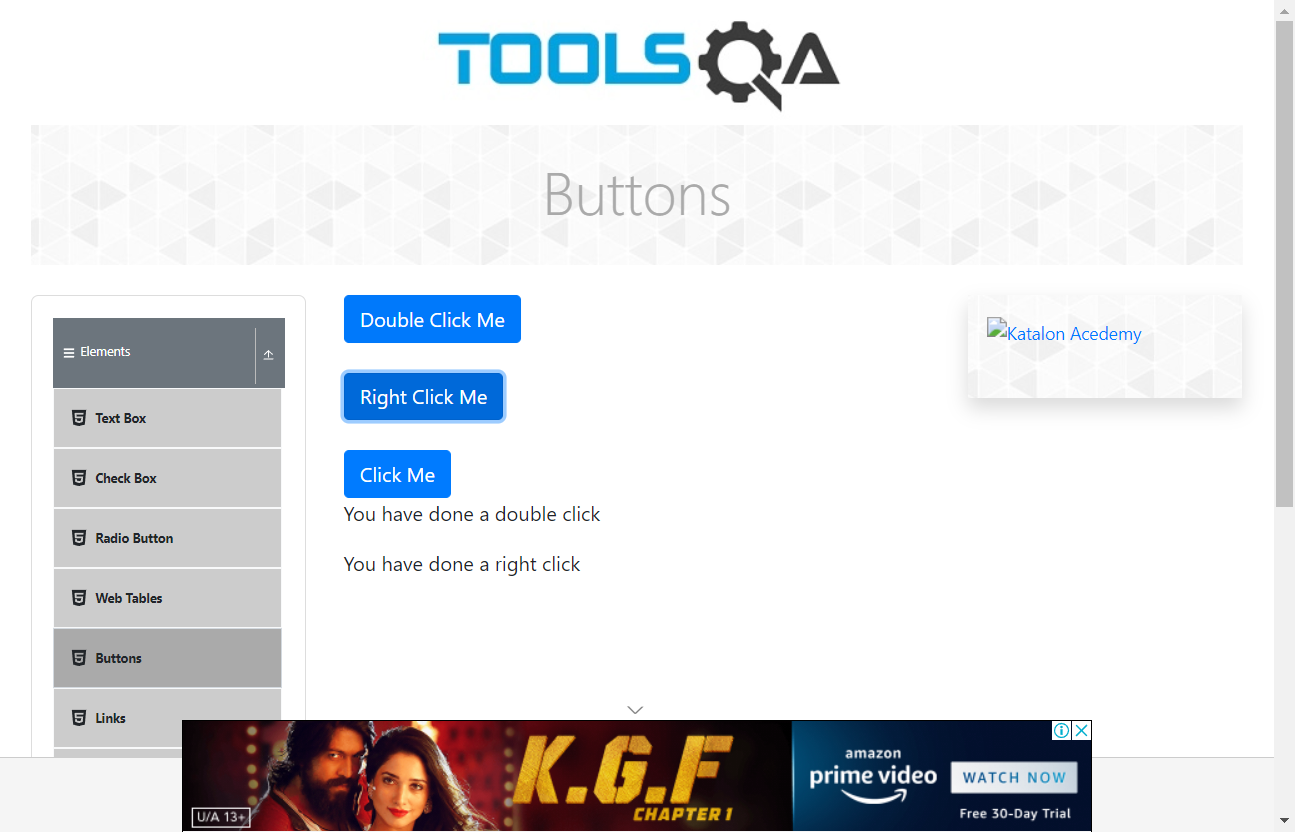 TOOLSQA
Buttons
Elements
Text Box
Check Box
Radio Button
Web Tables
Buttons
Links
Double Click Me
Right Click Me
Click Me
You have done a double click
You have done a right click
Katalon Acedemy
U/A 13+
K.G.F
CHAPTER 1
amazon
prime video
WATCH NOW
Free 30-Day Trial